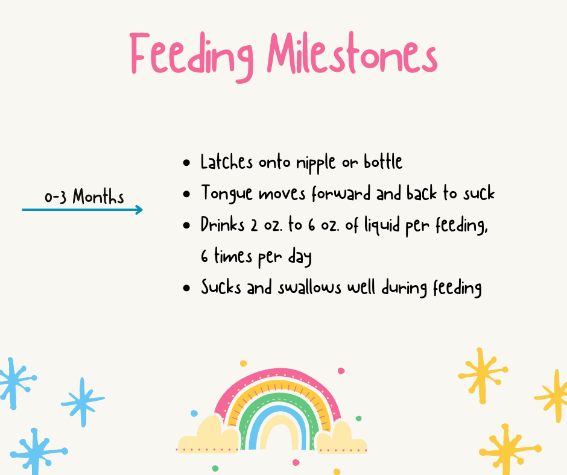 Feeding Milestones
0-3 Months
• Latches onto nipple or bottle
• Tongue moves forward and back to suck
• Drinks 2 oz. to 6 oz. of liquid per feeding,
6 times per day
• Sucks and swallows well during feeding